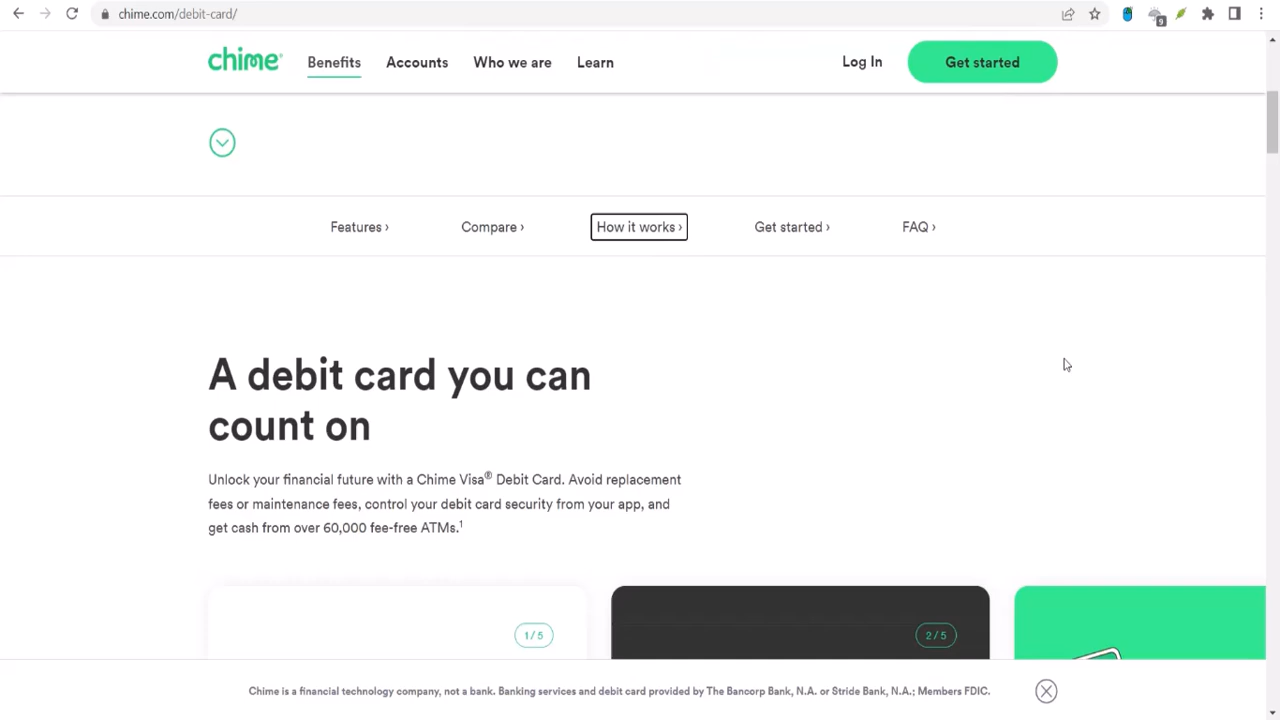 chime.com/debit-card/
9
chime® Benefits Accounts Who we are Learn Log In Get started
Features › Compare › How it works › Get started › FAQ ›
A debit card you can
count on
Unlock your financial future with a Chime Visa® Debit Card. Avoid replacement
fees or maintenance fees, control your debit card security from your app, and
get cash from over 60,000 fee-free ATMs.¹
1 / 5 2 / 5
Chime is a financial technology company, not a bank. Banking services and debit card provided by The Bancorp Bank, N.A. or Stride Bank, N.A.; Members FDIC.